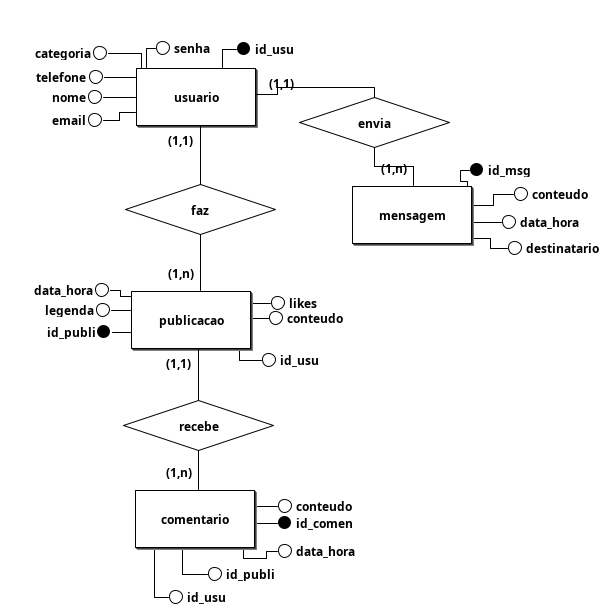 senha
id_usu
categoria
telefone
usuario
(1,1)
nome
email
envia
(1,1)
(1,n)
id_msg
conteudo
faz
mensagem
data_hora
destinatario
(1,n)
data_hora
legenda
publicacao
likes
conteudo
id_publi
(1,1)
id_usu
recebe
(1,n)
comentario
conteudo
id_comen
data_hora
id_publi
id_usu